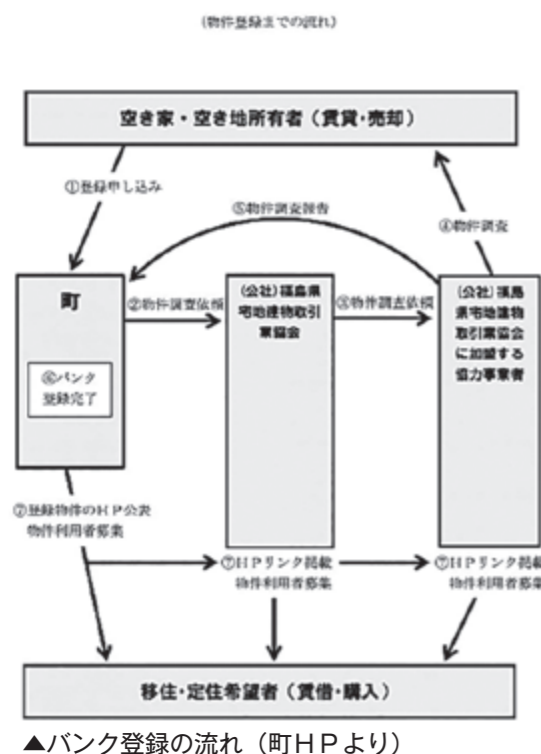 (物件登録までの流れ)
空き家・空き地所有者(賃貸・売却)
①登録申し込み
⑤物件調査報告
④物件調査
町
②物件調査依頼
(公社)福島県
宅地建物取引
業協会
③物件調査依頼
(公社)福島
県宅地建物
取引業協会
に加盟する
協力事業者
⑥バンク
登録完了
⑦登録物件のHP公表
物件利用者募集
⑦HPリンク掲載
物件利用者募集
⑦HPリンク掲載
物件利用者募集
移住・定住希望者(賃借・購入)
▲バンク登録の流れ(町HPより)